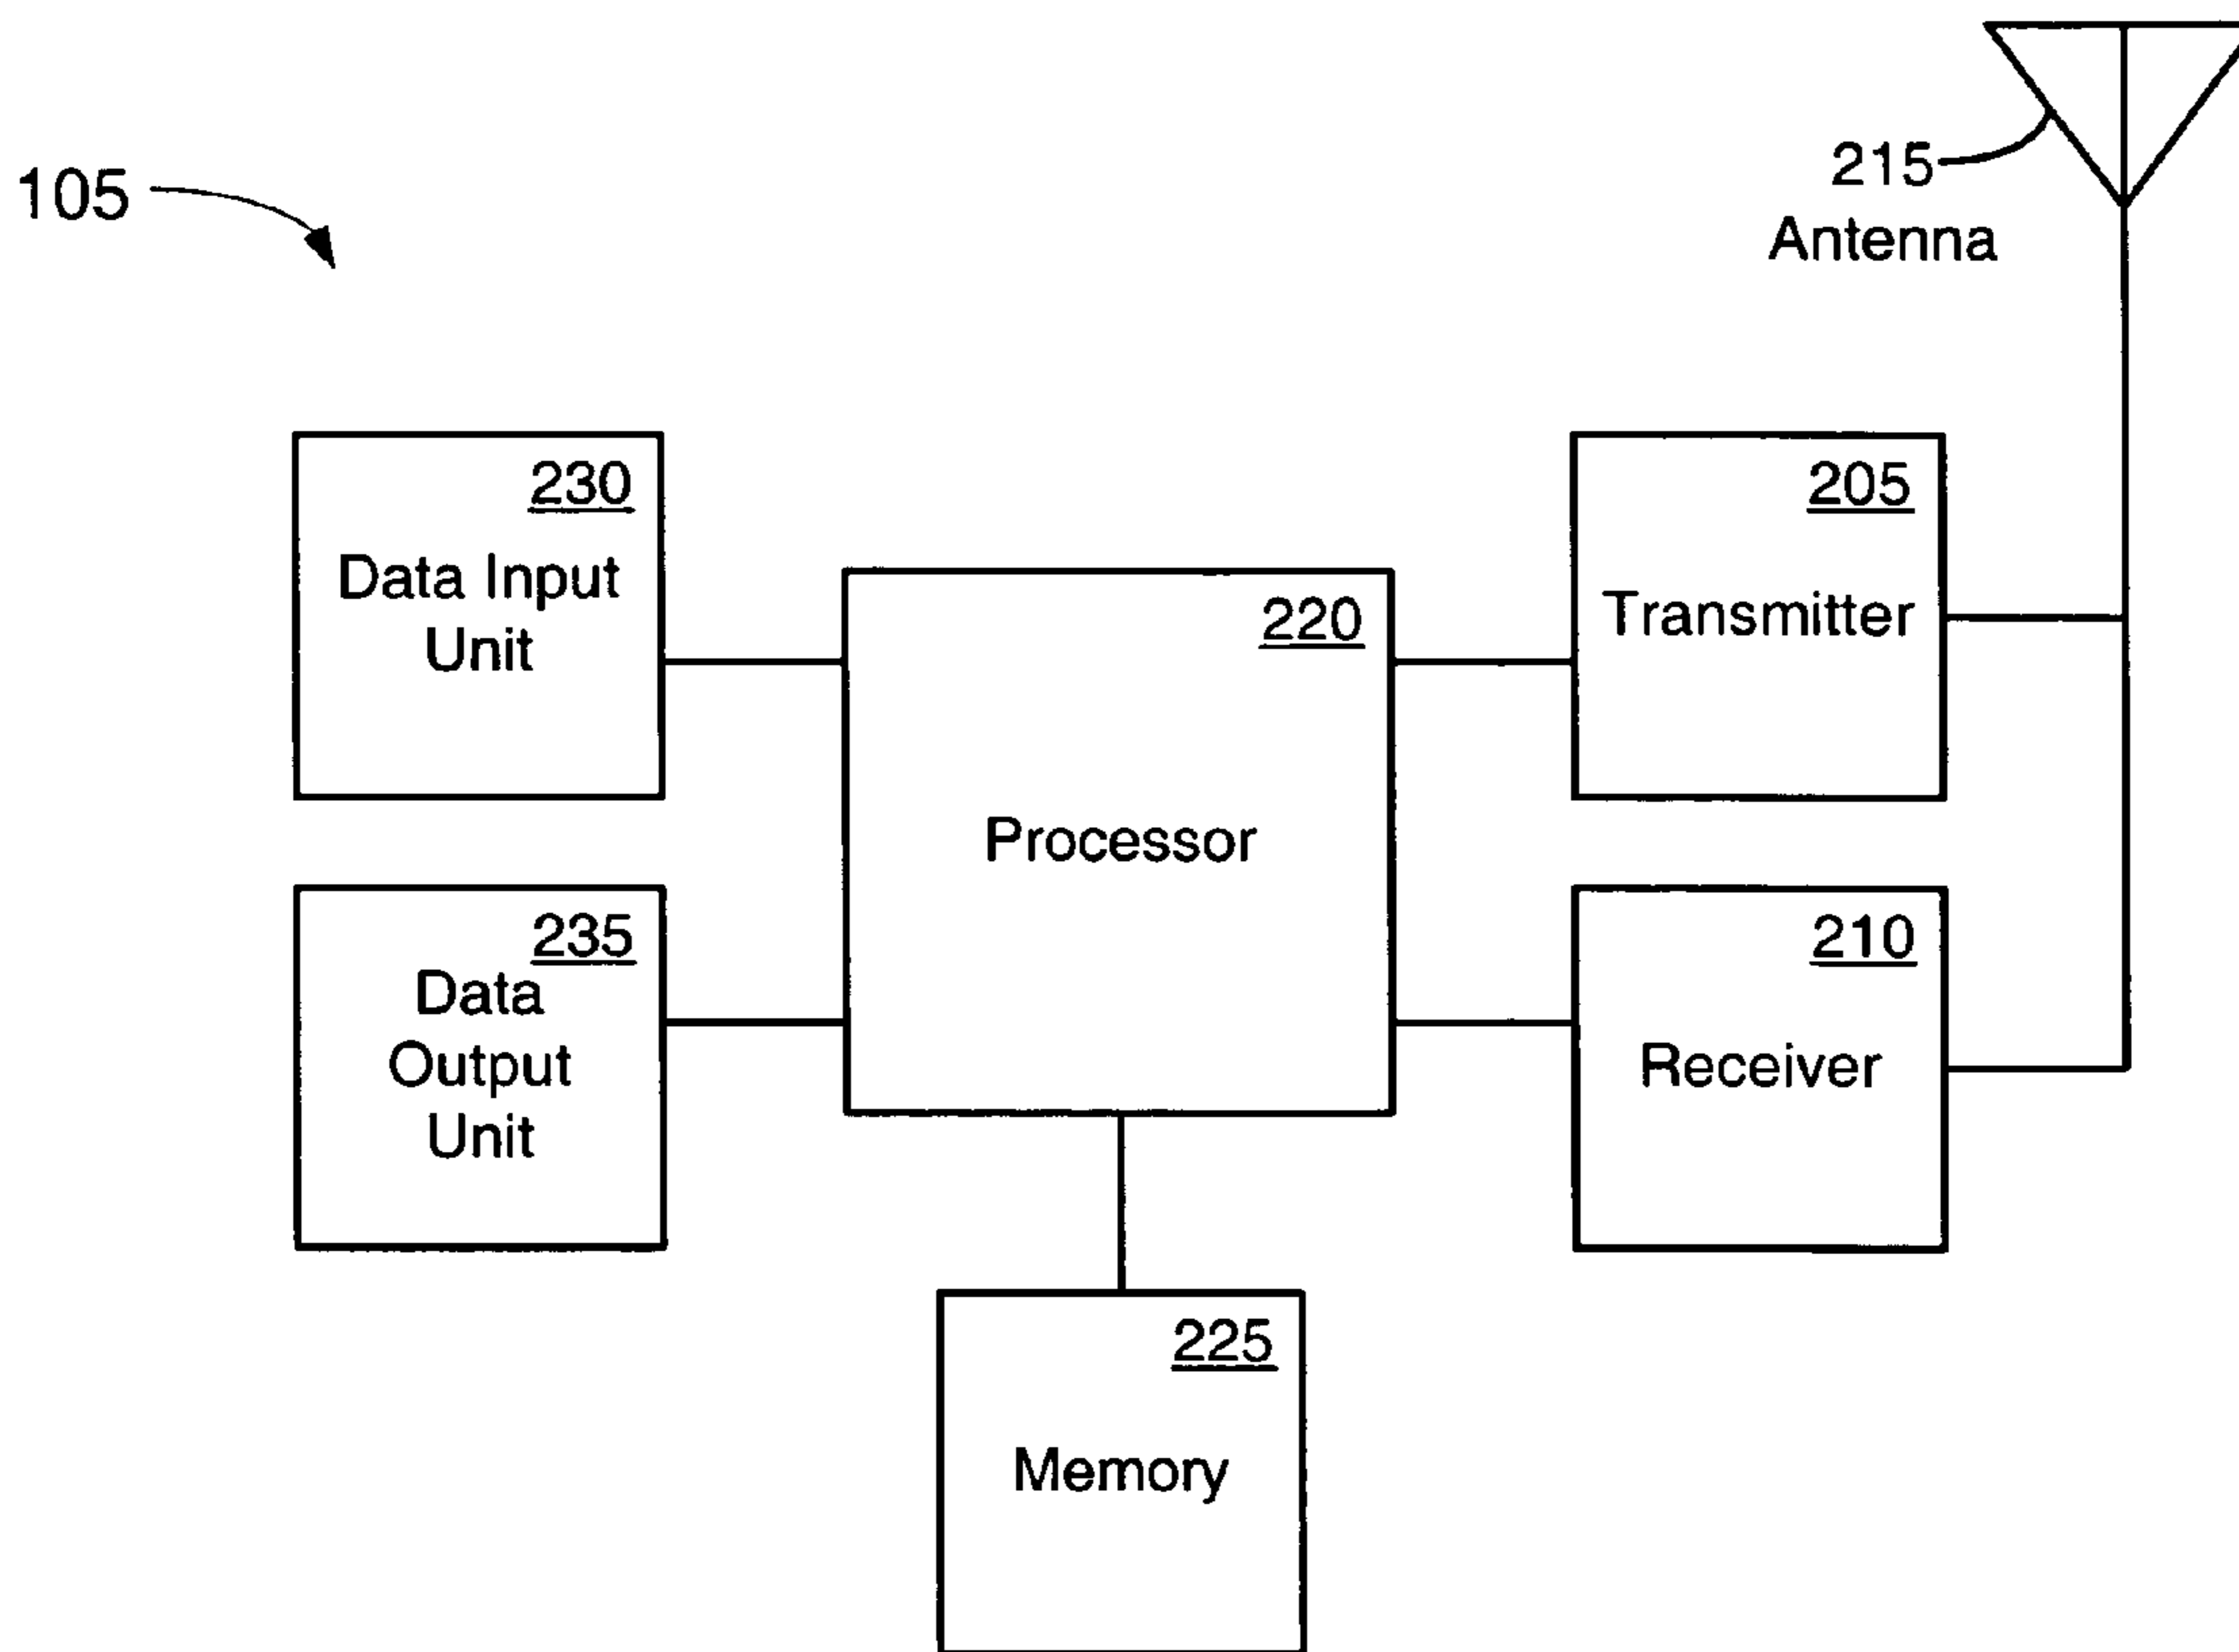 105
215
Antenna
230
Data Input
Unit
205
Transmitter
220
Processor
235
Data
Output
Unit
210
Receiver
225
Memory